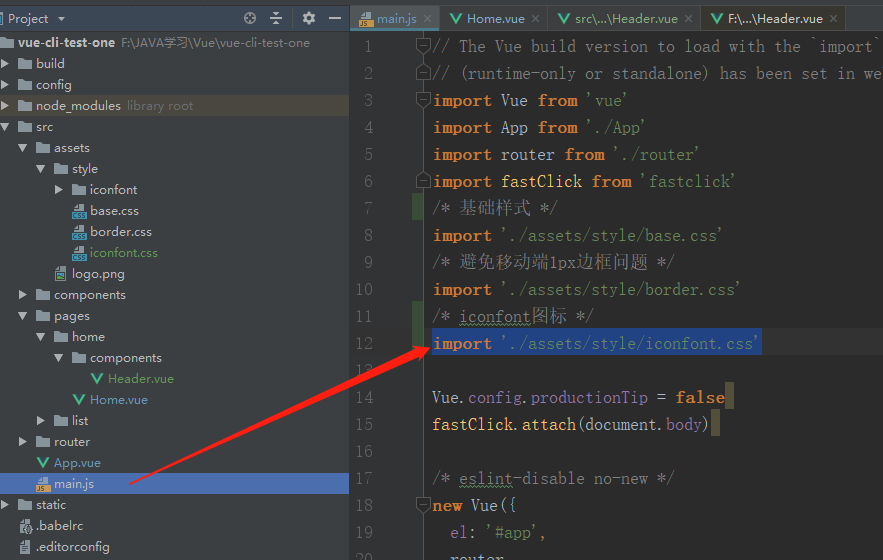 Project
main.js
Home.vue
src\...\Header.vue
F:\...\Header.vue
vue-cli-test-one F:\JAVA学习\Vue\vue-cli-test-one
build
config
node_modules library root
src
assets
style
iconfont
base.css
border.css
iconfont.css
logo.png
components
pages
home
components
Header.vue
Home.vue
list
router
App.vue
main.js
static
.babelrc
.editorconfig
1 // The Vue build version to load with the `import`
2 // (runtime-only or standalone) has been set in we
3 import Vue from 'vue'
4 import App from './App'
5 import router from './router'
6 import fastClick from 'fastclick'
7 /* 基础样式 */
8 import './assets/style/base.css'
9 /* 避免移动端1px边框问题 */
10 import './assets/style/border.css'
11 /* iconfont图标 */
12 import './assets/style/iconfont.css'
13
14 Vue.config.productionTip = false
15 fastClick.attach(document.body)
16
17 /* eslint-disable no-new */
18 new Vue({
19 el: '#app',
20 router,